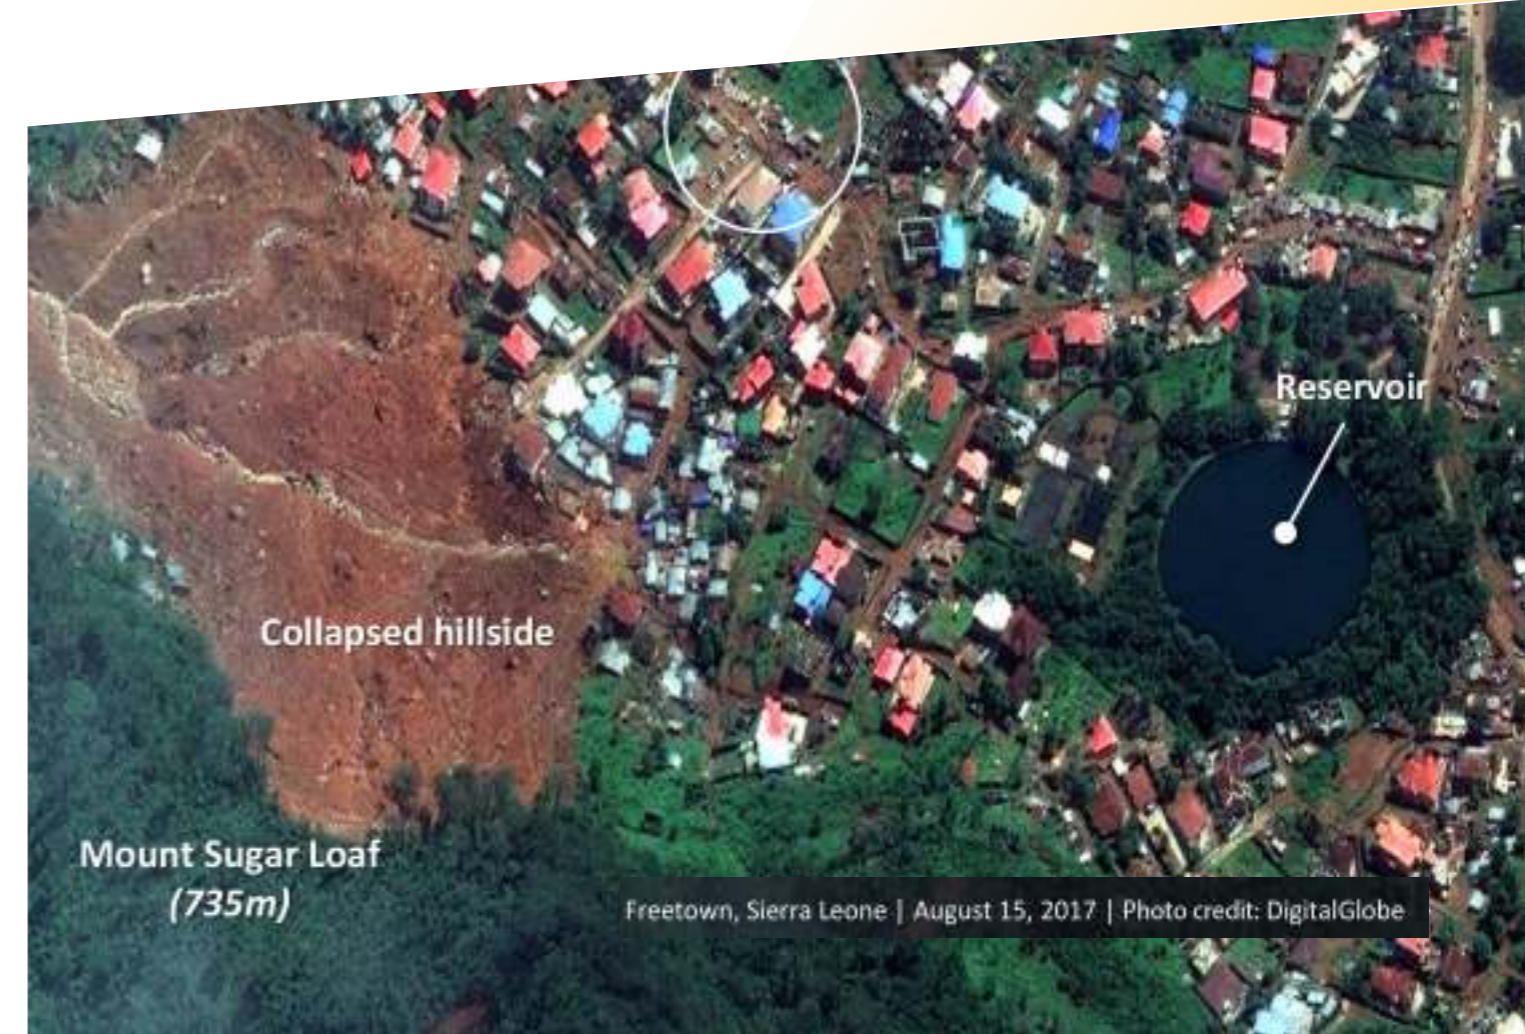 Reservoir
Collapsed hillside
Mount Sugar Loaf
(735m)
Freetown, Sierra Leone | August 15, 2017 | Photo credit: DigitalGlobe